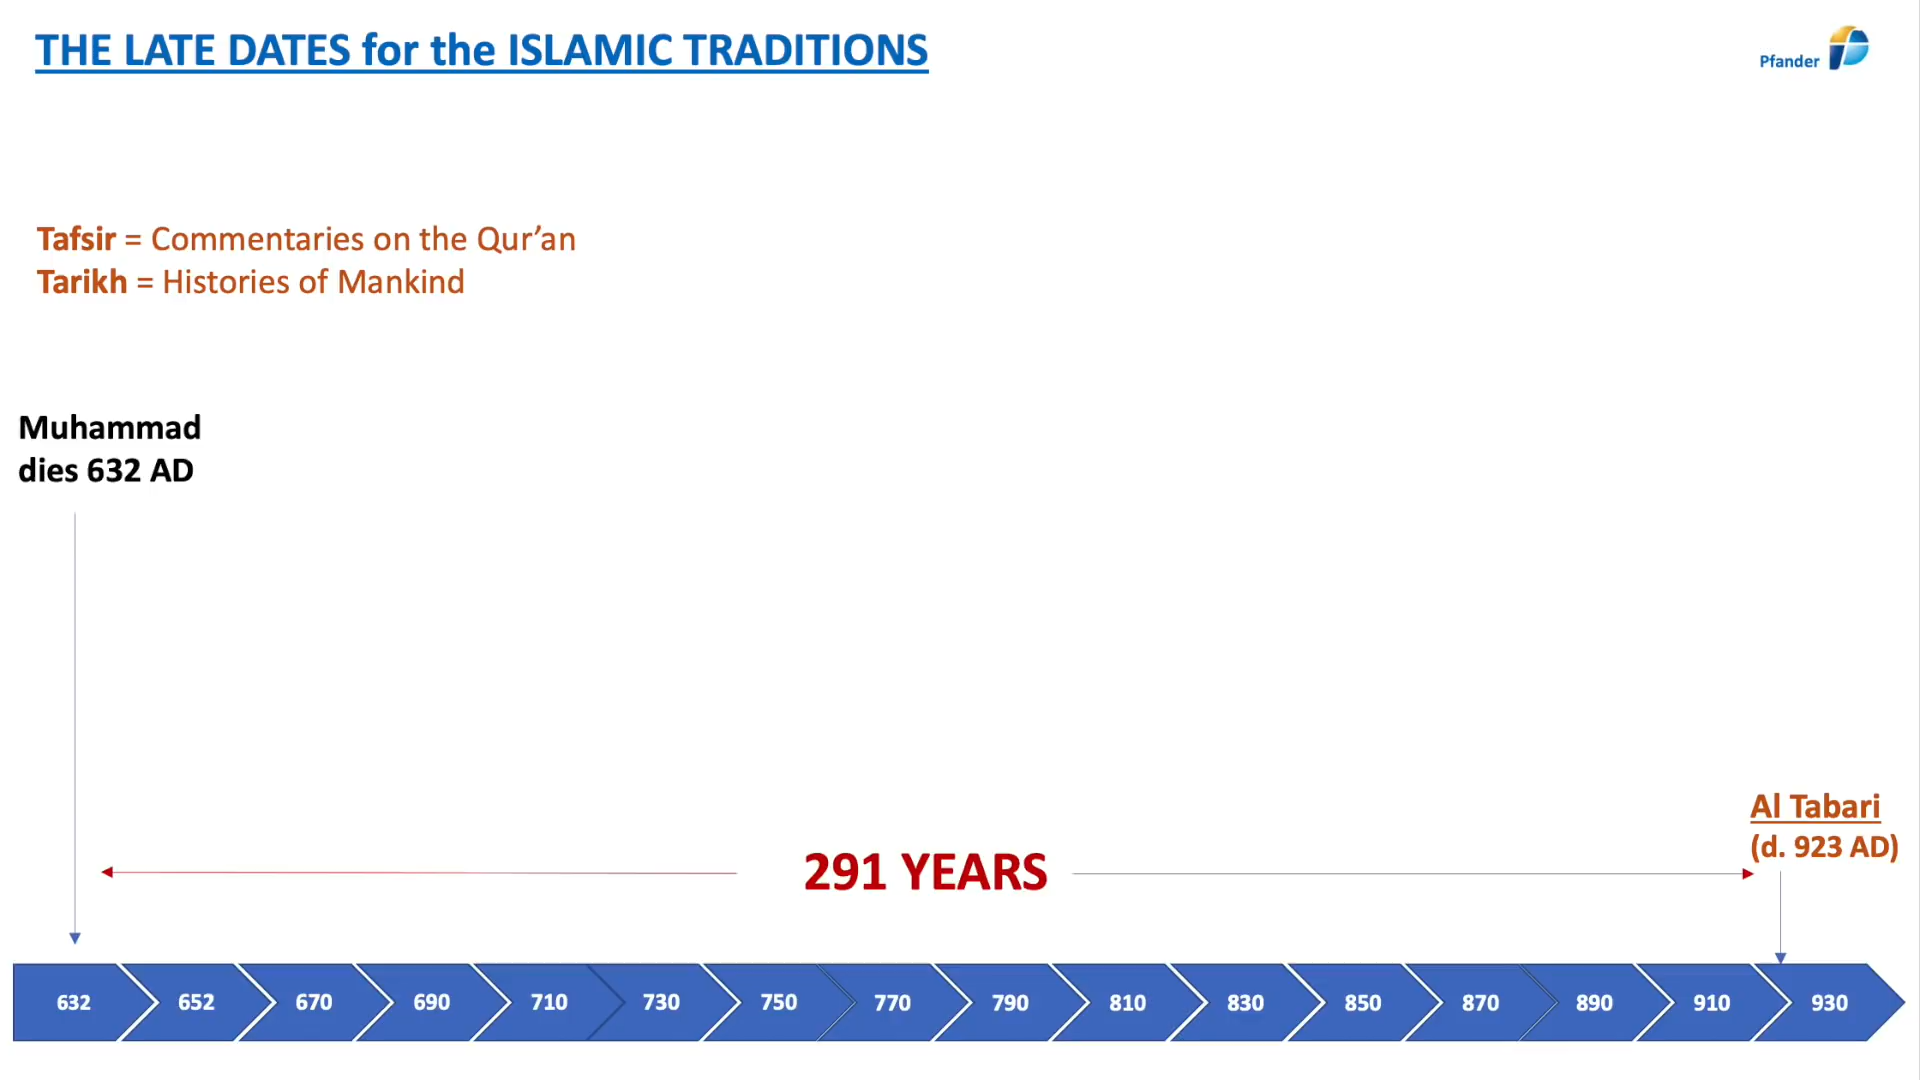 THE LATE DATES for the ISLAMIC TRADITIONS
Pfander
Tafsir = Commentaries on the Qur’an
Tarikh = Histories of Mankind
Muhammad
dies 632 AD
Al Tabari
(d. 923 AD)
291 YEARS
632 652 670 690 710 730 750 770 790 810 830 850 870 890 910 930